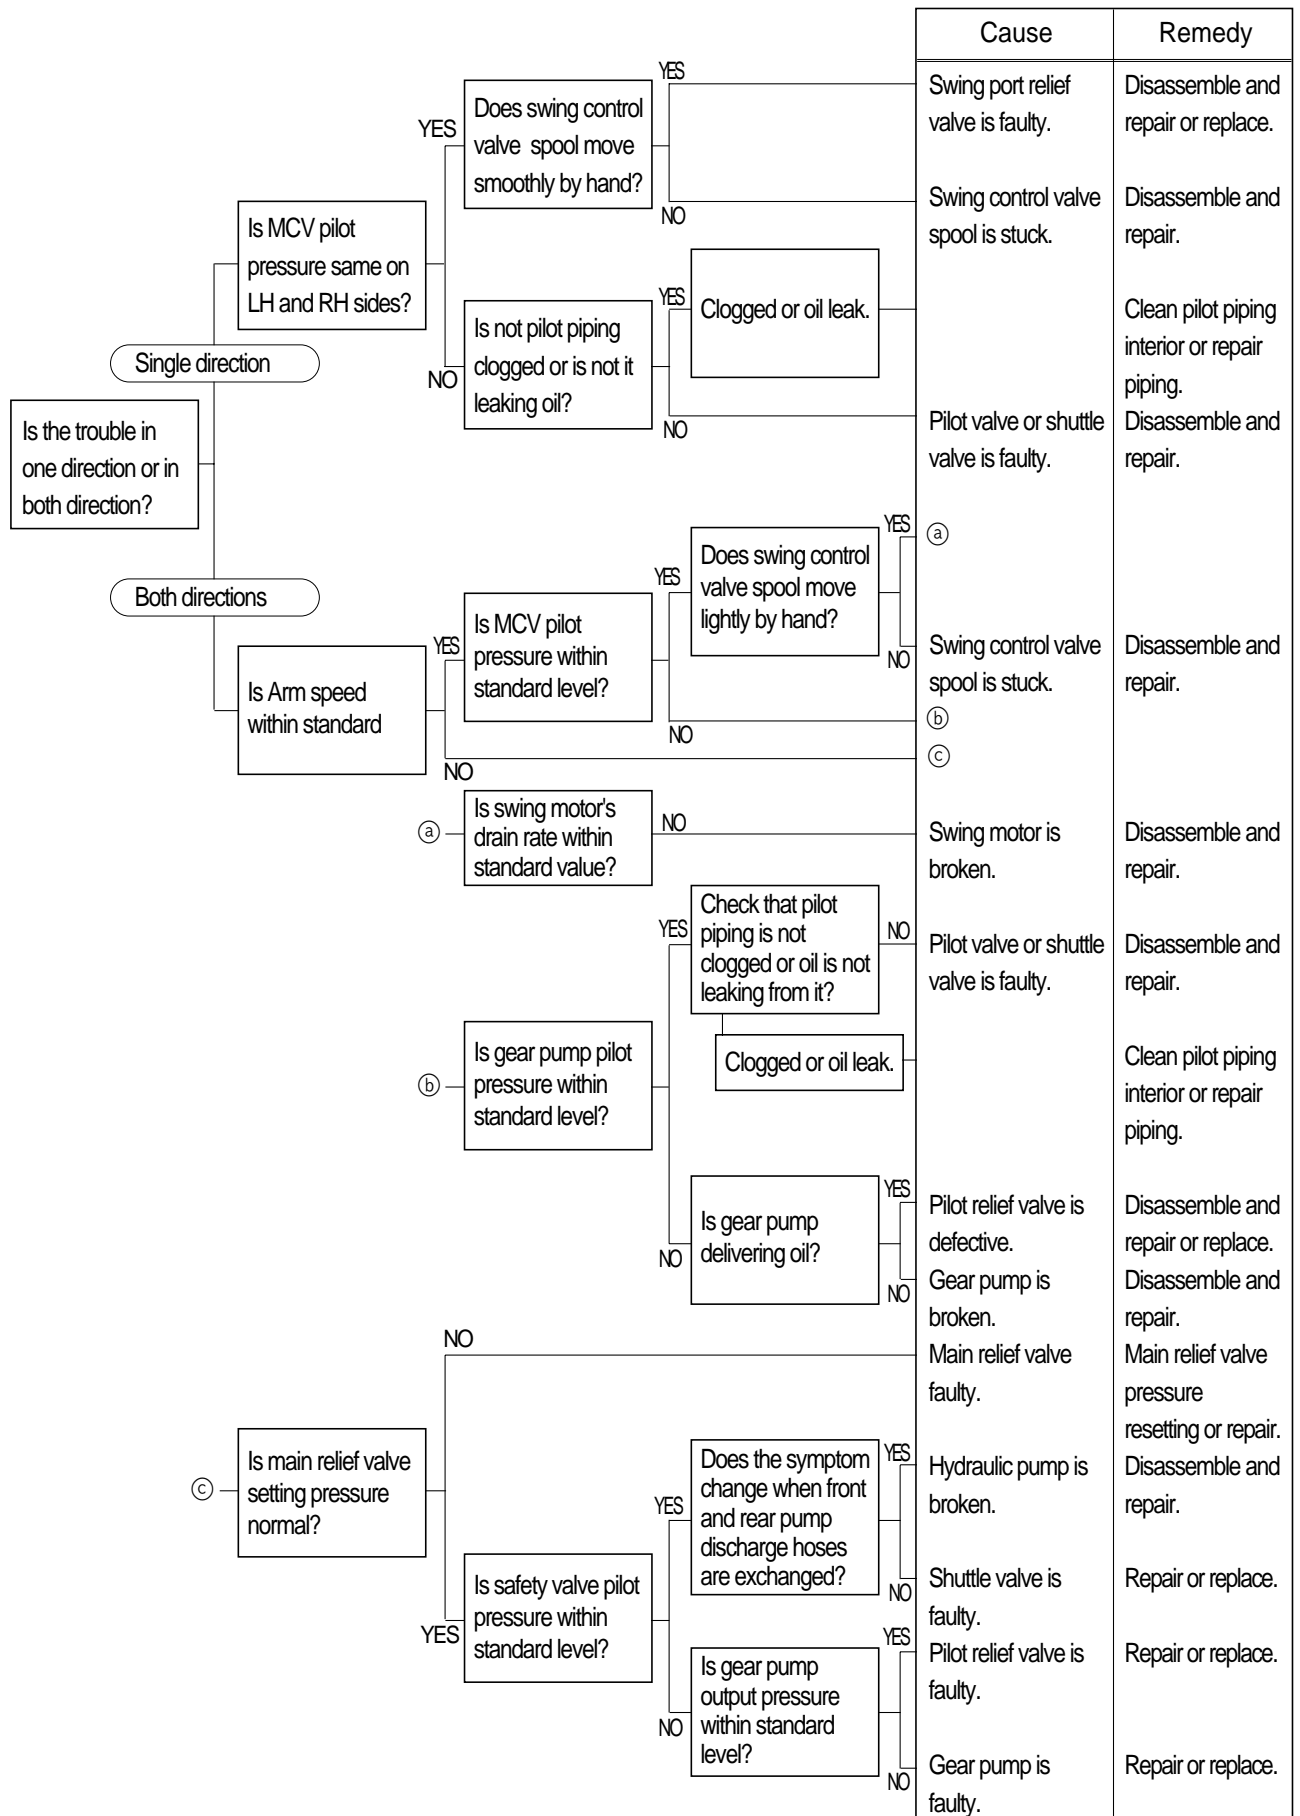 Cause
Remedy
YES
Does swing control
valve spool move
smoothly by hand?
YES
Swing port relief
valve is faulty.
Disassemble and
repair or replace.
NO
Swing control valve
spool is stuck.
Disassemble and
repair.
Is MCV pilot
pressure same on
LH and RH sides?
NO
Is not pilot piping
clogged or is not it
leaking oil?
YES
Clogged or oil leak.
Clean pilot piping
interior or repair
piping.
NO
Pilot valve or shuttle
valve is faulty.
Disassemble and
repair.
Single direction
Is the trouble in
one direction or in
both direction?
Both directions
Is Arm speed
within standard
YES
Is MCV pilot
pressure within
standard level?
YES
Does swing control
valve spool move
lightly by hand?
YES
ⓐ
NO
Swing control valve
spool is stuck.
Disassemble and
repair.
NO
ⓑ
NO
ⓒ
ⓐ
Is swing motor's
drain rate within
standard value?
NO
Swing motor is
broken.
Disassemble and
repair.
ⓑ
Is gear pump pilot
pressure within
standard level?
YES
Check that pilot
piping is not
clogged or oil is not
leaking from it?
NO
Pilot valve or shuttle
valve is faulty.
Disassemble and
repair.
Clogged or oil leak.
Clean pilot piping
interior or repair
piping.
NO
Is gear pump
delivering oil?
YES
Pilot relief valve is
defective.
Disassemble and
repair or replace.
NO
Gear pump is
broken.
Disassemble and
repair.
ⓒ
Is main relief valve
setting pressure
normal?
NO
Main relief valve
faulty.
Main relief valve
pressure
resetting or repair.
YES
Is safety valve pilot
pressure within
standard level?
YES
Does the symptom
change when front
and rear pump
discharge hoses
are exchanged?
YES
Hydraulic pump is
broken.
Disassemble and
repair.
NO
Shuttle valve is
faulty.
Repair or replace.
NO
Is gear pump
output pressure
within standard
level?
YES
Pilot relief valve is
faulty.
Repair or replace.
NO
Gear pump is
faulty.
Repair or replace.